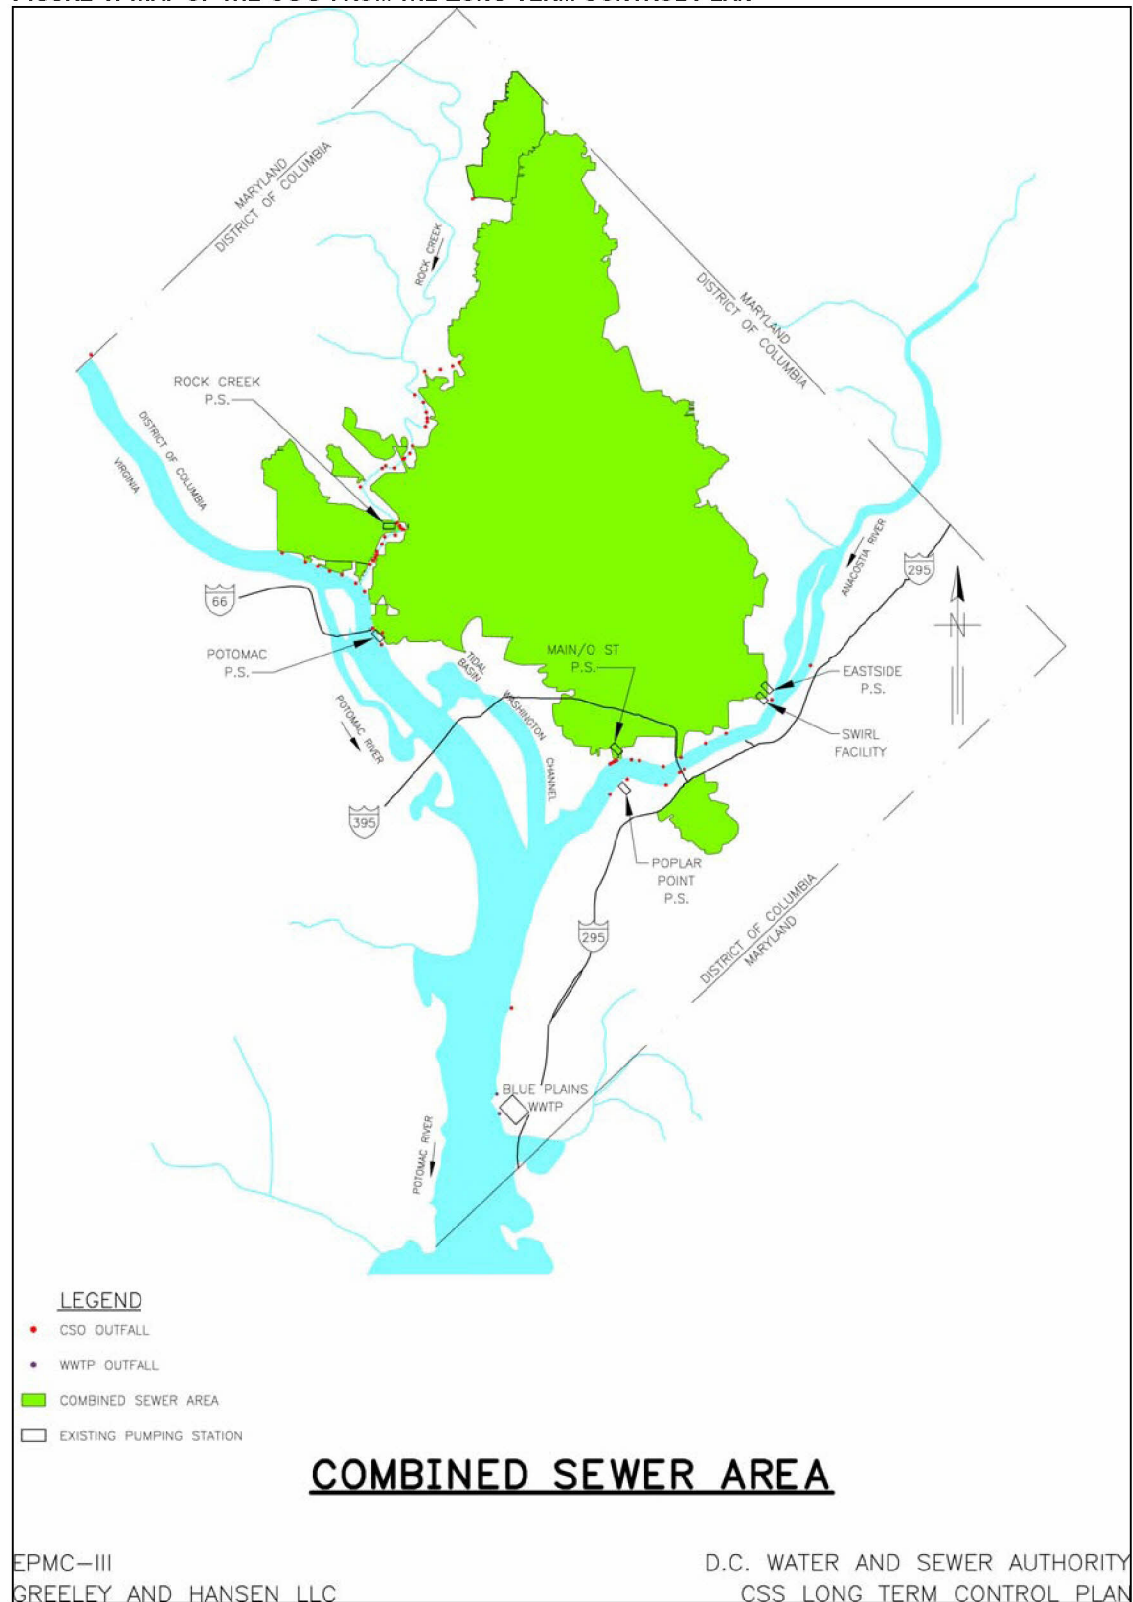 MARYLAND
DISTRICT OF COLUMBIA
ROCK CREEK
MARYLAND
DISTRICT OF COLUMBIA
ROCK CREEK
P.S.
DISTRICT OF COLUMBIA
VIRGINIA
ANACOSTIA RIVER
295
66
N
POTOMAC
P.S.
TIDAL
BASIN
MAIN/O ST
P.S.
EASTSIDE
P.S.
WASHINGTON
CHANNEL
POTOMAC RIVER
SWIRL
FACILITY
395
POPLAR
POINT
P.S.
295
DISTRICT OF COLUMBIA
MARYLAND
BLUE PLAINS
WWTP
POTOMAC RIVER
LEGEND
CSO OUTFALL
WWTP OUTFALL
COMBINED SEWER AREA
EXISTING PUMPING STATION
COMBINED SEWER AREA
EPMC-III
GREELEY AND HANSEN LLC
D.C. WATER AND SEWER AUTHORITY
CSS LONG TERM CONTROL PLAN